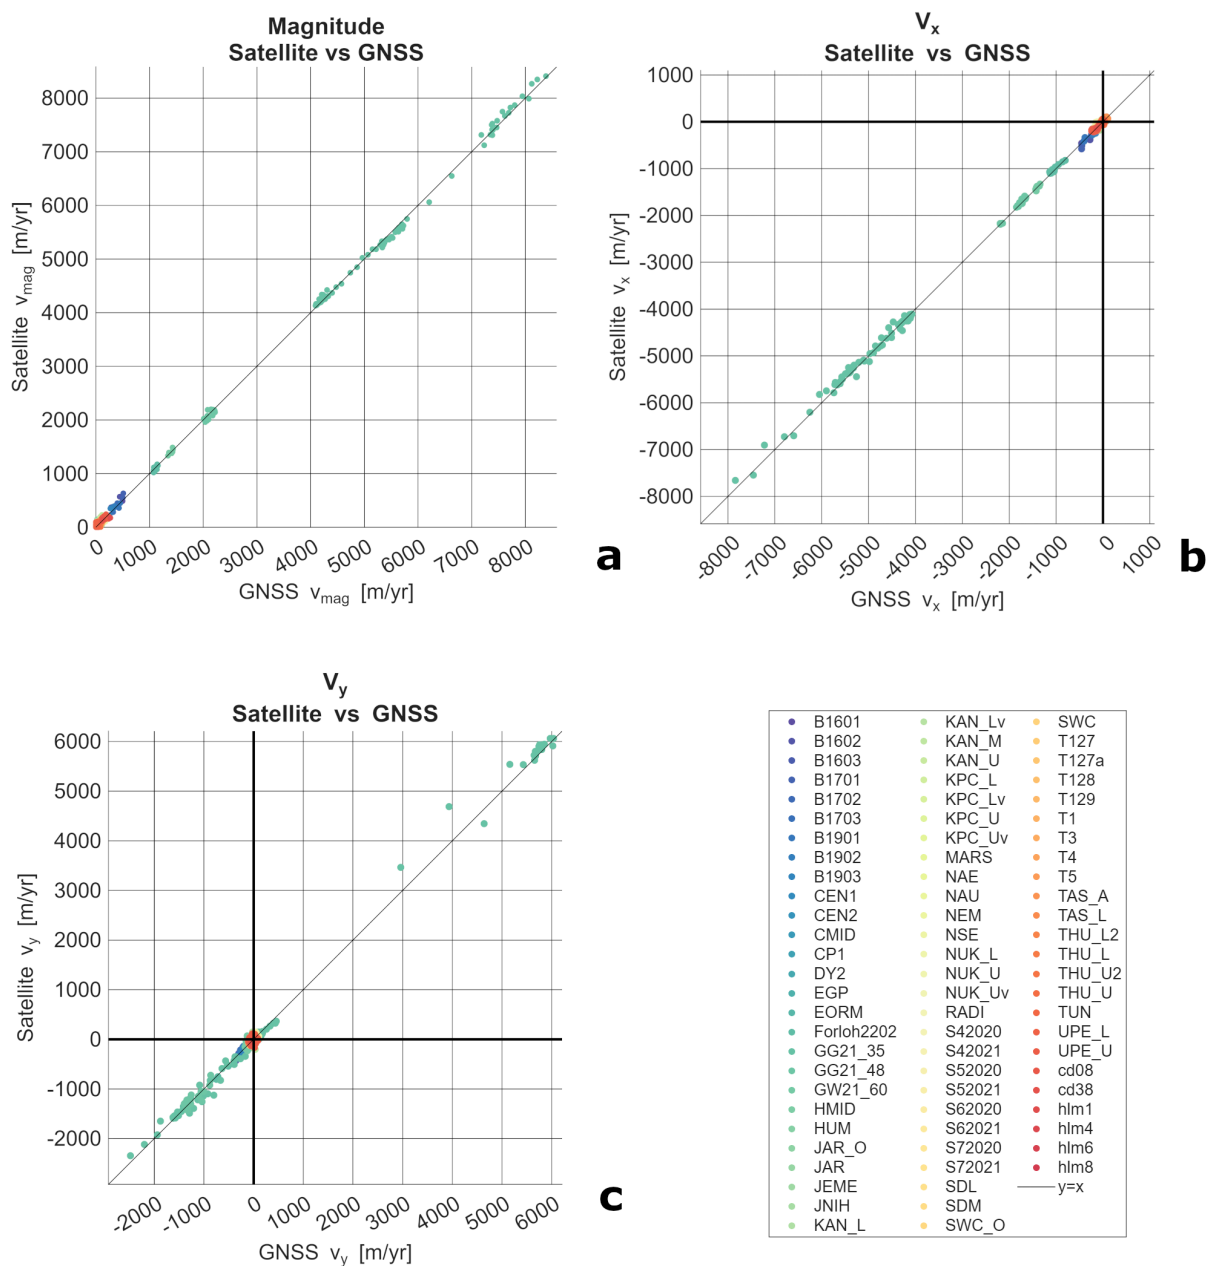 Magnitude
Satellite vs GNSS
8000
7000
6000
5000
4000
3000
2000
1000
0
Satellite v_mag [m/yr]
0 1000 2000 3000 4000 5000 6000 7000 8000
GNSS v_mag [m/yr]
a
V_x
Satellite vs GNSS
1000
0
-1000
-2000
-3000
-4000
-5000
-6000
-7000
-8000
Satellite v_x [m/yr]
-8000 -7000 -6000 -5000 -4000 -3000 -2000 -1000 0 1000
GNSS v_x [m/yr]
b
V_y
Satellite vs GNSS
6000
5000
4000
3000
2000
1000
0
-1000
-2000
Satellite v_y [m/yr]
-2000 -1000 0 1000 2000 3000 4000 5000 6000
GNSS v_y [m/yr]
c
B1601
B1602
B1603
B1701
B1702
B1703
B1901
B1902
B1903
CEN1
CEN2
CMID
CP1
DY2
EGP
EORM
Forloh2202
GG21_35
GG21_48
GW21_60
HMID
HUM
JAR_O
JAR
JEME
JNIH
KAN_L
KAN_Lv
KAN_M
KAN_U
KPC_L
KPC_Lv
KPC_U
KPC_Uv
MARS
NAE
NAU
NEM
NSE
NUK_L
NUK_U
NUK_Uv
RADI
S42020
S42021
S52020
S52021
S62020
S62021
S72020
S72021
SDL
SDM
SWC_O
SWC
T127
T127a
T128
T129
T1
T3
T4
T5
TAS_A
TAS_L
THU_L2
THU_L
THU_U2
THU_U
TUN
UPE_L
UPE_U
cd08
cd38
hlm1
hlm4
hlm6
hlm8
y=x